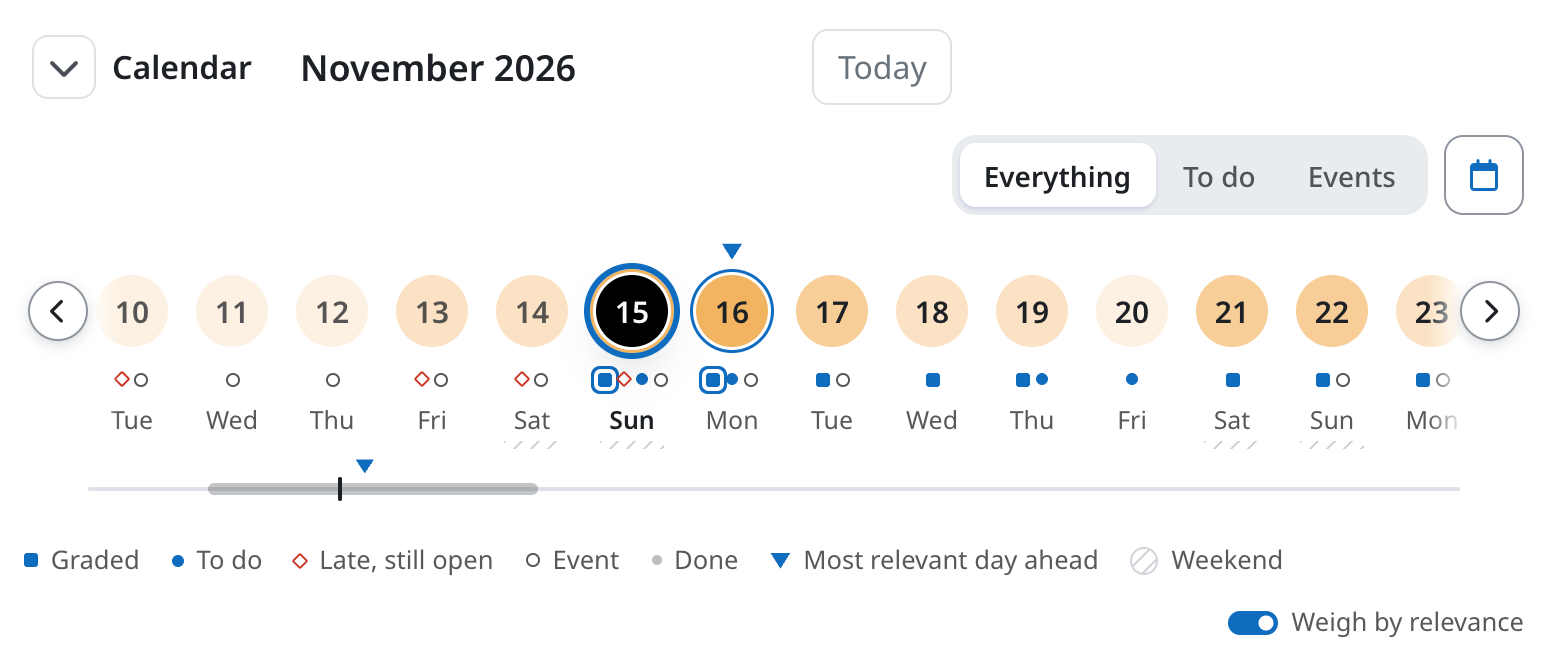 Calendar November 2026 Today
Everything To do Events
10 11 12 13 14 15 16 17 18 19 20 21 22 23
Tue Wed Thu Fri Sat Sun Mon Tue Wed Thu Fri Sat Sun Mon
Graded To do Late, still open Event Done Most relevant day ahead Weekend
Weigh by relevance